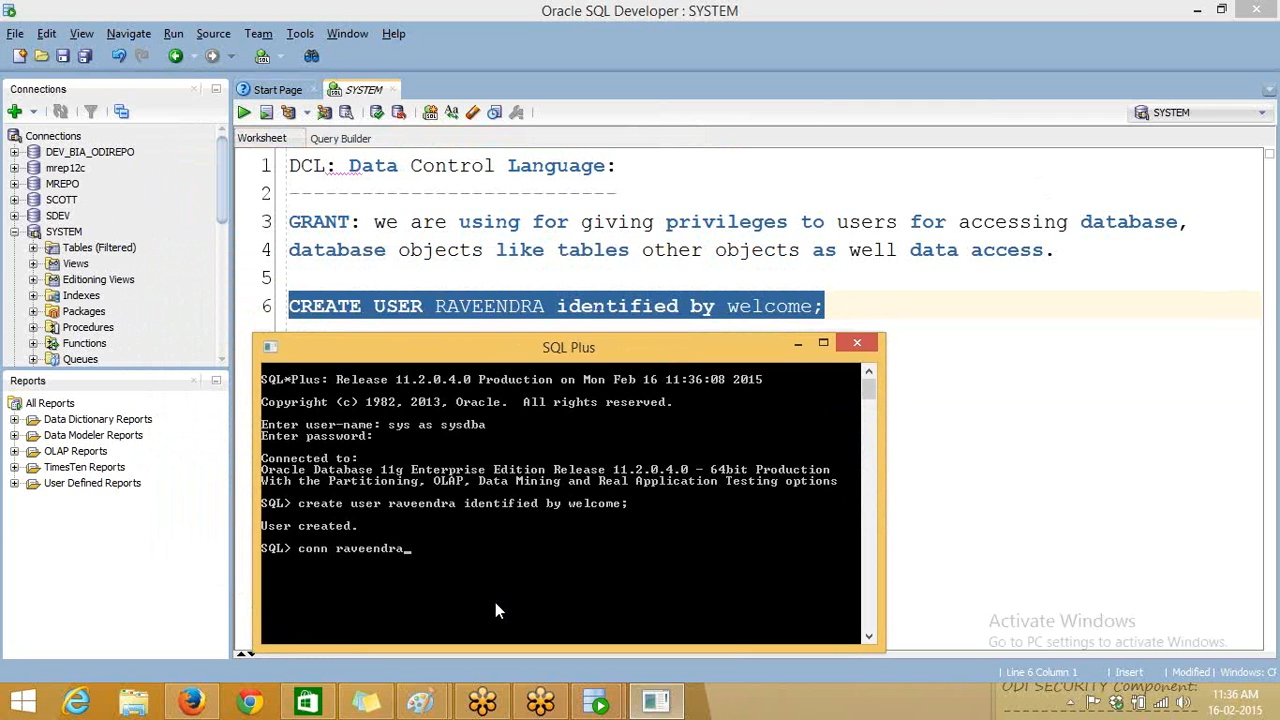 Oracle SQL Developer : SYSTEM
File Edit View Navigate Run Source Team Tools Window Help
Connections
Connections
DEV_BIA_ODIREPO
mrep12c
MREPO
SCOTT
SDEV
SYSTEM
Tables (Filtered)
Views
Editioning Views
Indexes
Packages
Procedures
Functions
Queues
Reports
All Reports
Data Dictionary Reports
Data Modeler Reports
OLAP Reports
TimesTen Reports
User Defined Reports
Start Page SYSTEM
SYSTEM
Worksheet Query Builder
1 DCL: Data Control Language:
2 ---------------------------
3 GRANT: we are using for giving privileges to users for accessing database,
4 database objects like tables other objects as well data access.
5
6 CREATE USER RAVEENDRA identified by welcome;
SQL Plus
SQL*Plus: Release 11.2.0.4.0 Production on Mon Feb 16 11:36:08 2015
Copyright (c) 1982, 2013, Oracle.  All rights reserved.
Enter user-name: sys as sysdba
Enter password:
Connected to:
Oracle Database 11g Enterprise Edition Release 11.2.0.4.0 - 64bit Production
With the Partitioning, OLAP, Data Mining and Real Application Testing options
SQL> create user raveendra identified by welcome;
User created.
SQL> conn raveendra_
Activate Windows
Go to PC settings to activate Windows.
Line 6 Column 1 Insert Modified Windows: CF
ODI SECURITY Component:
11:36 AM
16-02-2015